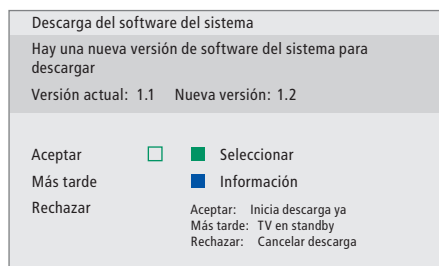 Descarga del software del sistema
Hay una nueva versión de software del sistema para
descargar
Versión actual: 1.1 Nueva versión: 1.2
Aceptar Seleccionar
Más tarde Información
Rechazar
Aceptar: Inicia descarga ya
Más tarde: TV en standby
Rechazar: Cancelar descarga